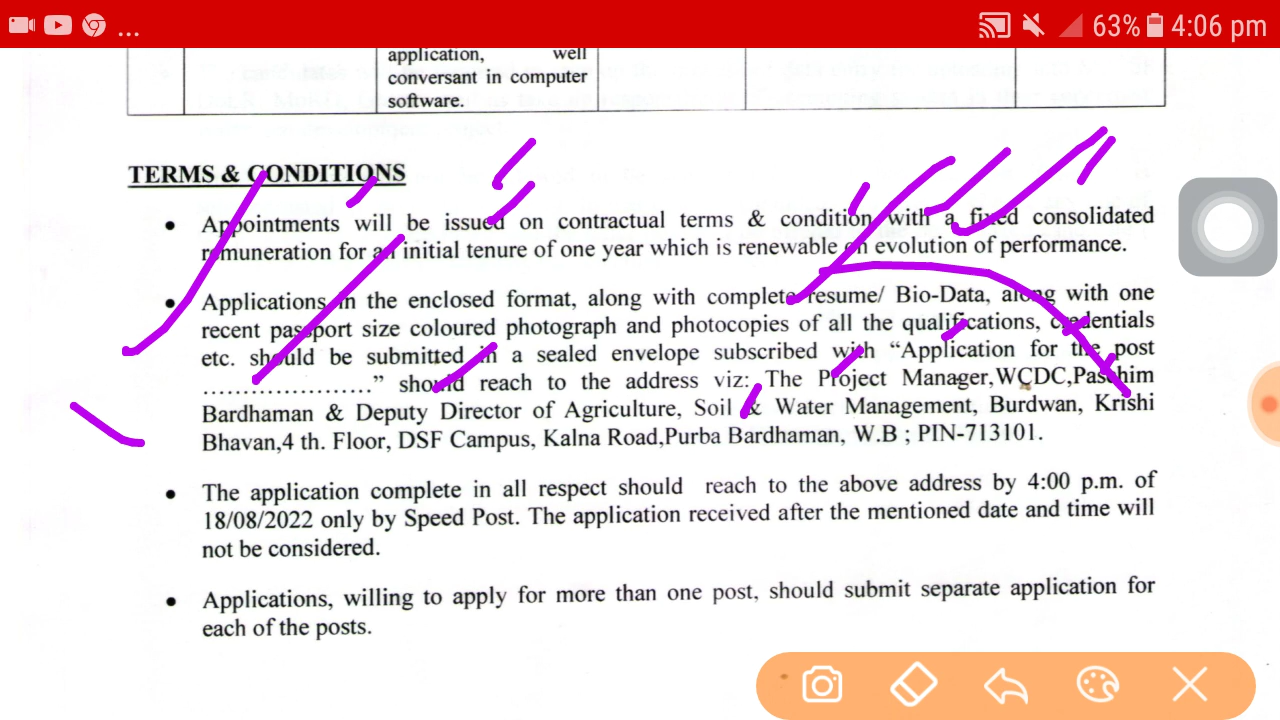 ... 63% 4:06 pm
application, well
conversant in computer
software.
TERMS & CONDITIONS
• Appointments will be issued on contractual terms & condition with a fixed consolidated
remuneration for an initial tenure of one year which is renewable on evolution of performance.
• Applications in the enclosed format, along with complete resume/ Bio-Data, along with one
recent passport size coloured photograph and photocopies of all the qualifications, credentials
etc. should be submitted in a sealed envelope subscribed with “Application for the post
.....................” should reach to the address viz: The Project Manager,WCDC,Paschim
Bardhaman & Deputy Director of Agriculture, Soil & Water Management, Burdwan, Krishi
Bhavan,4 th. Floor, DSF Campus, Kalna Road,Purba Bardhaman, W.B ; PIN-713101.
• The application complete in all respect should reach to the above address by 4:00 p.m. of
18/08/2022 only by Speed Post. The application received after the mentioned date and time will
not be considered.
• Applications, willing to apply for more than one post, should submit separate application for
each of the posts.